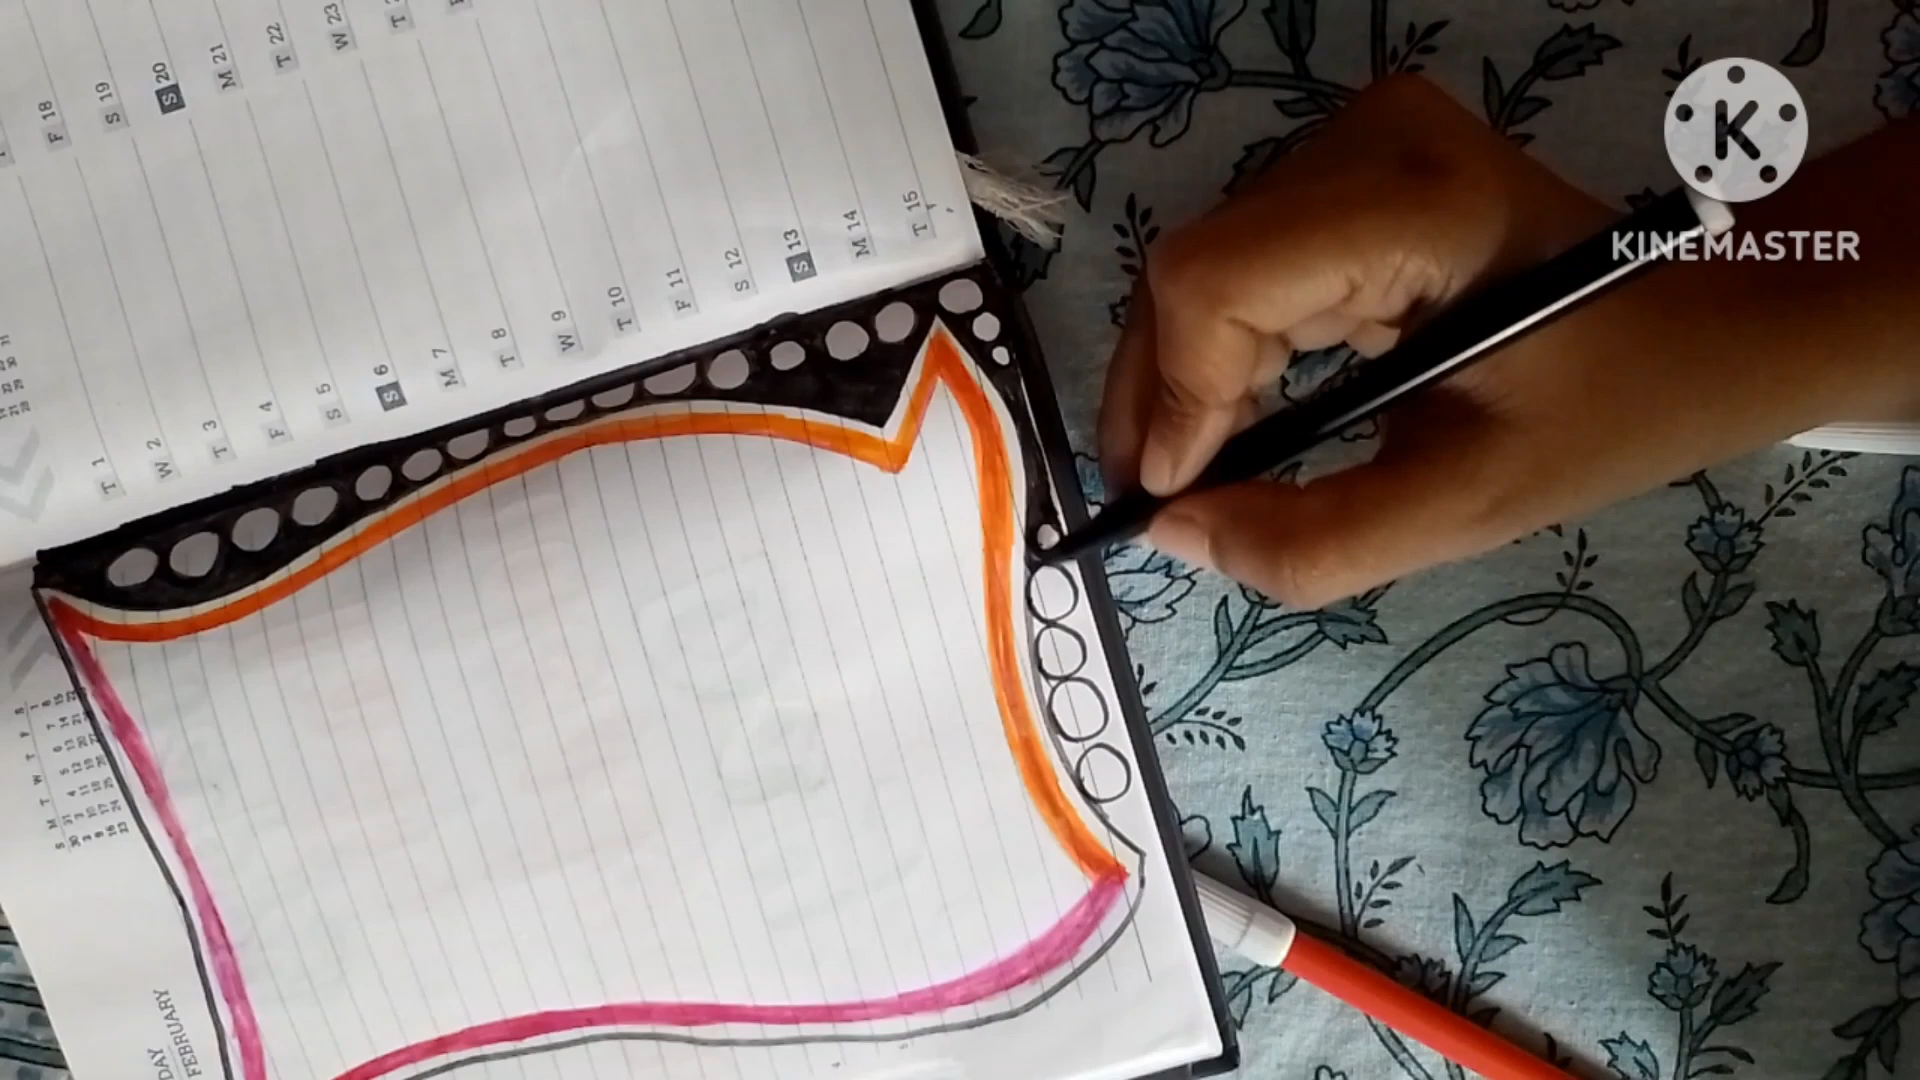 K
KINEMASTER
F 18
S 19
S 20
M 21
T 22
W 23
T 1
W 2
T 3
F 4
S 5
S 6
M 7
T 8
W 9
T 10
F 11
S 12
S 13
M 14
T 15
S M T W T F S
DAY
FEBRUARY